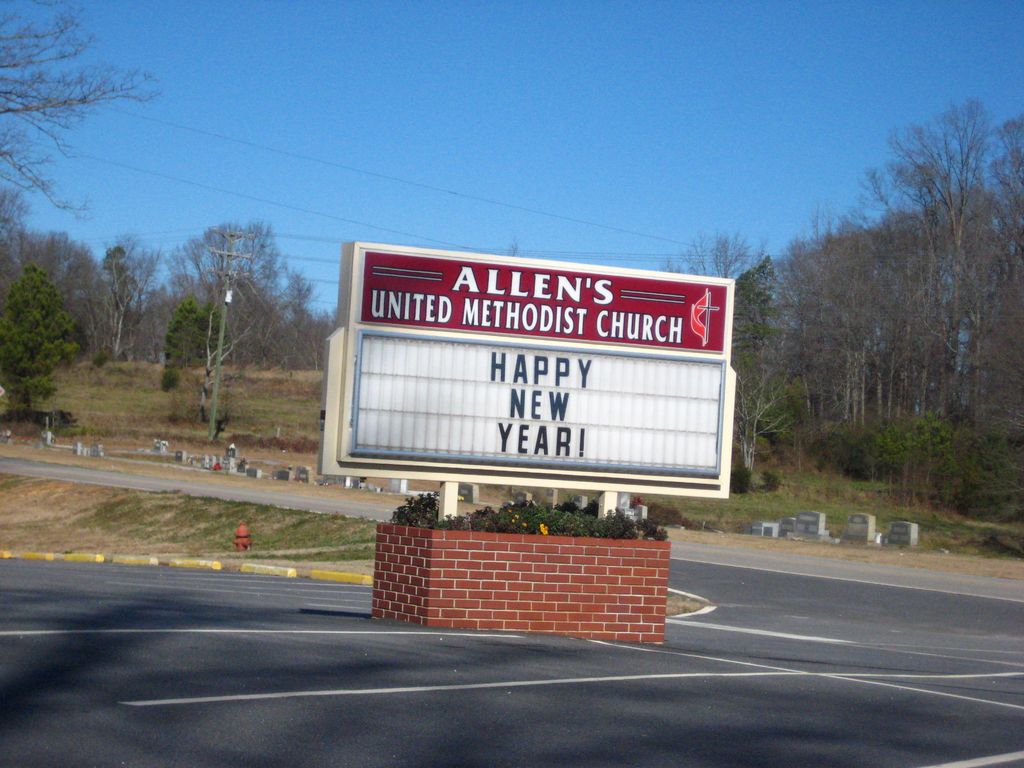 ALLEN'S
UNITED METHODIST CHURCH
HAPPY
NEW
YEAR!